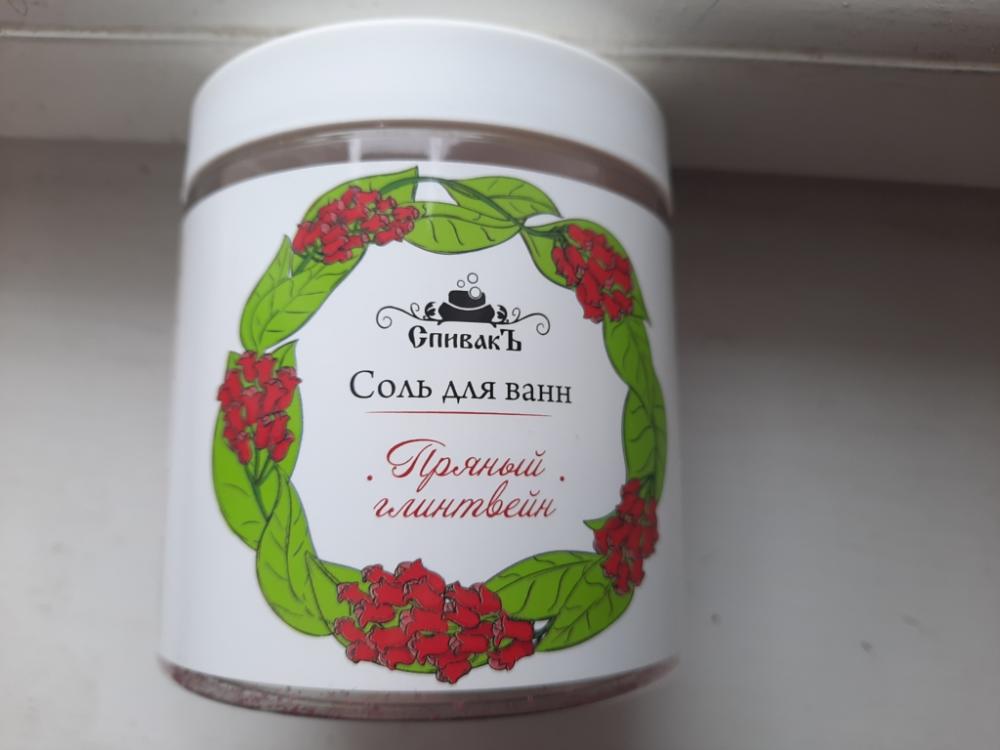 СпивакЪ
Соль для ванн
Пряный
глинтвейн